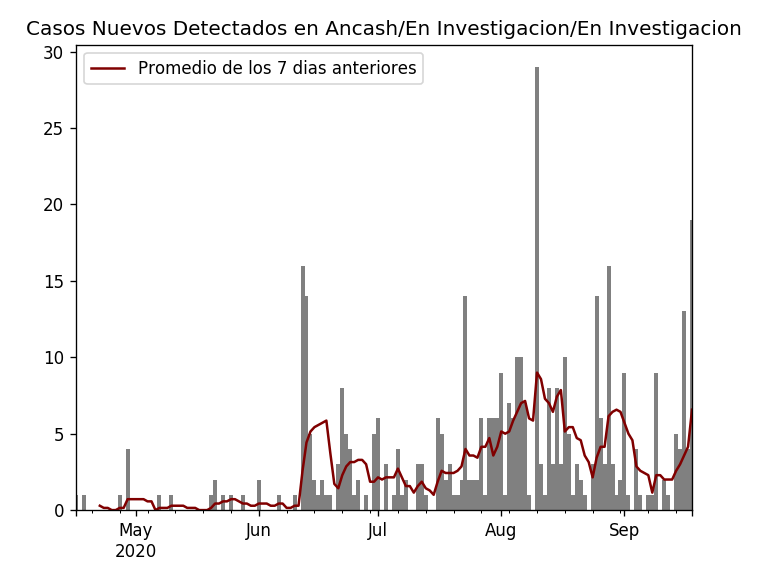 Casos Nuevos Detectados en Ancash/En Investigacion/En Investigacion
Promedio de los 7 dias anteriores
30
25
20
15
10
5
0
May Jun Jul Aug Sep
2020